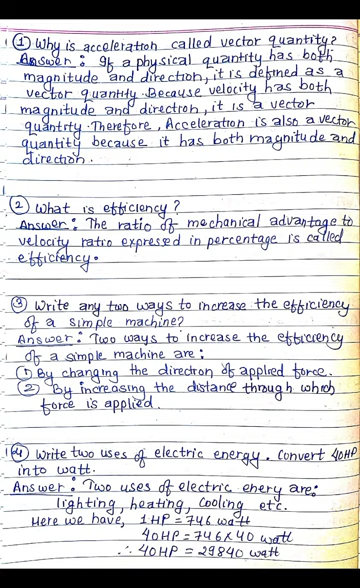 ① Why is acceleration called vector quantity?
Answer: If a physical quantity has both
magnitude and direction, it is defined as a
vector quantity. Because velocity has both
magnitude and direction, it is a vector
quantity. Therefore, Acceleration is also a vector
quantity because it has both magnitude and
direction.
② What is efficiency?
Answer: The ratio of mechanical advantage to
velocity ratio expressed in percentage is called
efficiency.
③ Write any two ways to increase the efficiency
of a simple machine?
Answer: Two ways to increase the efficiency
of a simple machine are:
① By changing the direction of applied force.
② By increasing the distance through which
force is applied.
④ Write two uses of electric energy. Convert 40HP
into watt.
Answer: Two uses of electric enery are:
lighting, heating, cooling etc.
Here we have, 1HP = 746 watt
40HP = 746×40 watt
∴ 40HP = 29840 watt